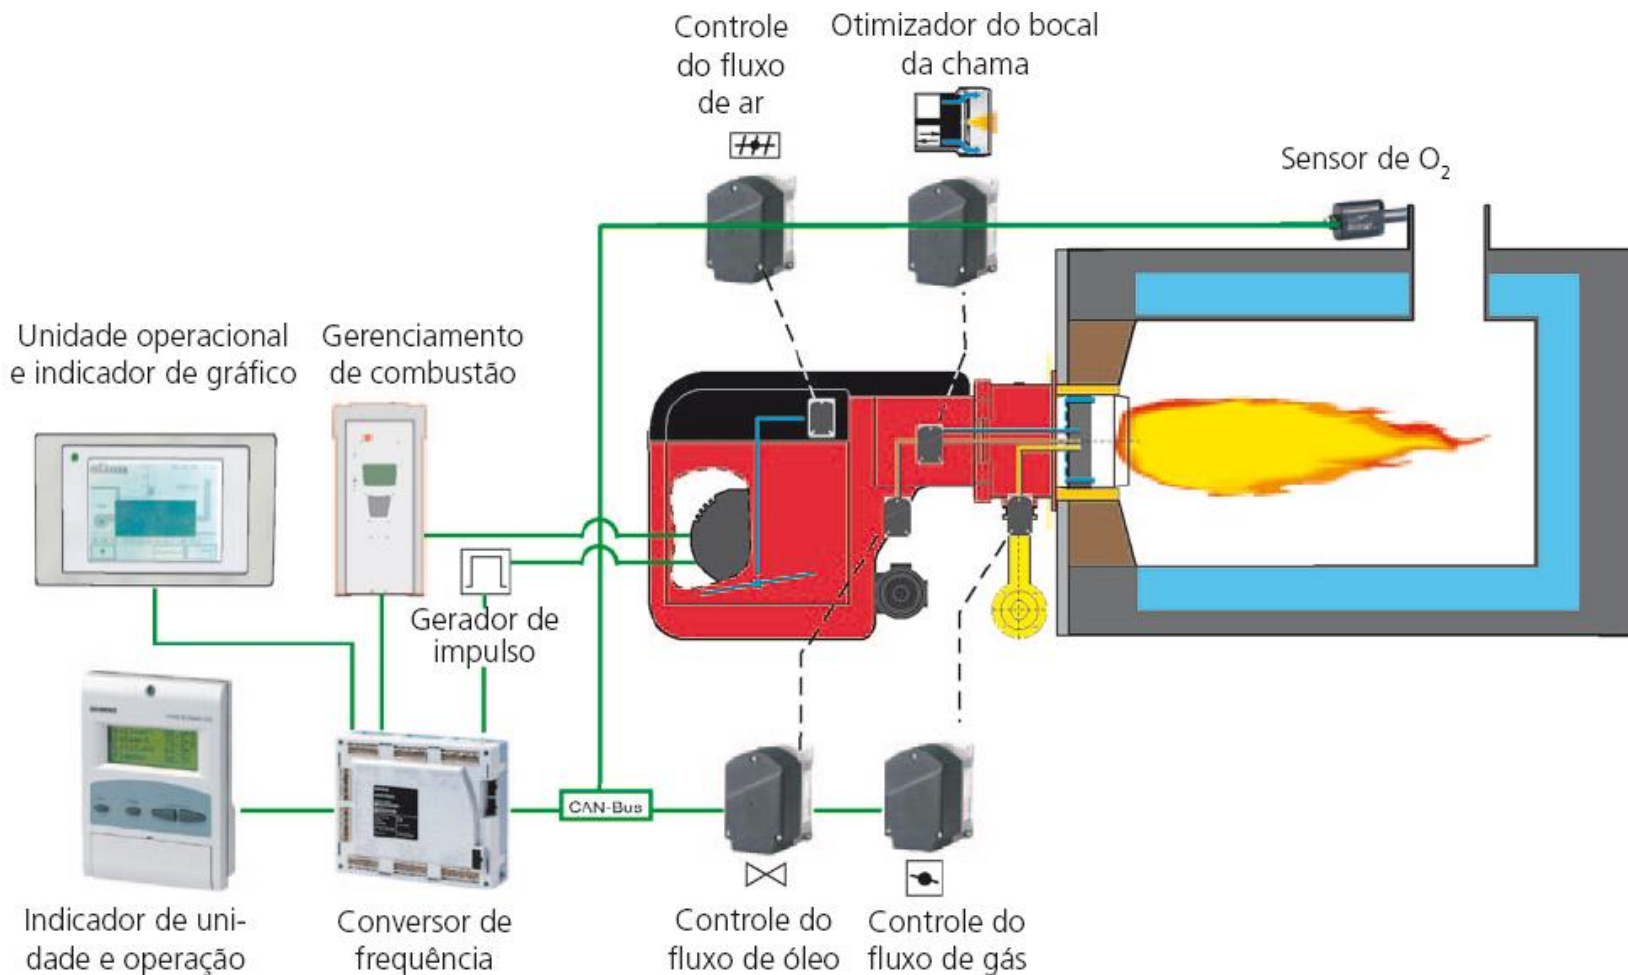 Controle
do fluxo
de ar
Otimizador do bocal
da chama
Sensor de O₂
Unidade operacional
e indicador de gráfico
Gerenciamento
de combustão
Gerador de
impulso
CAN-Bus
Indicador de uni-
dade e operação
Conversor de
frequência
Controle do
fluxo de óleo
Controle do
fluxo de gás